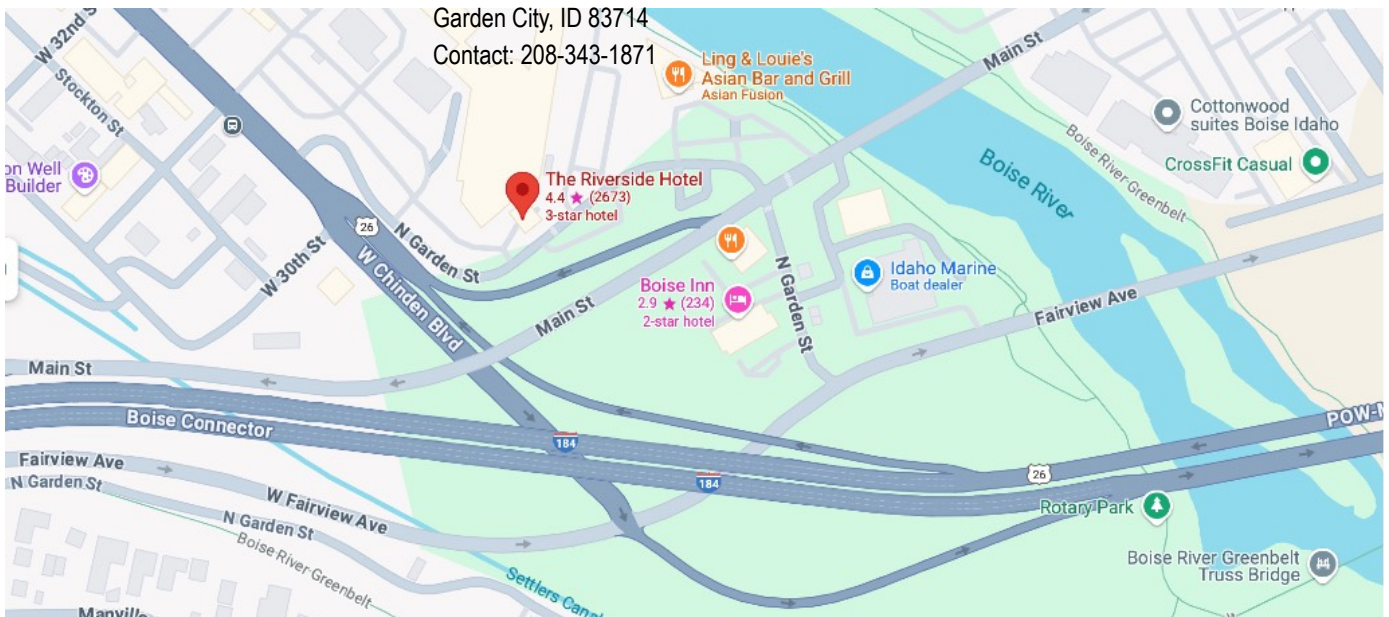 Garden City, ID 83714
Contact: 208-343-1871
W 32nd S
Stockton St
Ling & Louie's
Asian Bar and Grill
Asian Fusion
Main St
Cottonwood
suites Boise Idaho
Boise River Greenbelt
CrossFit Casual
Boise River
on Well
Builder
The Riverside Hotel
4.4 ★ (2673)
3-star hotel
26
N Garden St
W 30th St
W Chinden Blvd
Idaho Marine
Boat dealer
N Garden St
Boise Inn
2.9 ★ (234)
2-star hotel
Main St
Fairview Ave
Main St
Boise Connector
184
184
26
POW-M
Fairview Ave
N Garden St
W Fairview Ave
N Garden St
Boise River Greenbelt
Settlers Canal
Rotary Park
Boise River Greenbelt
Truss Bridge